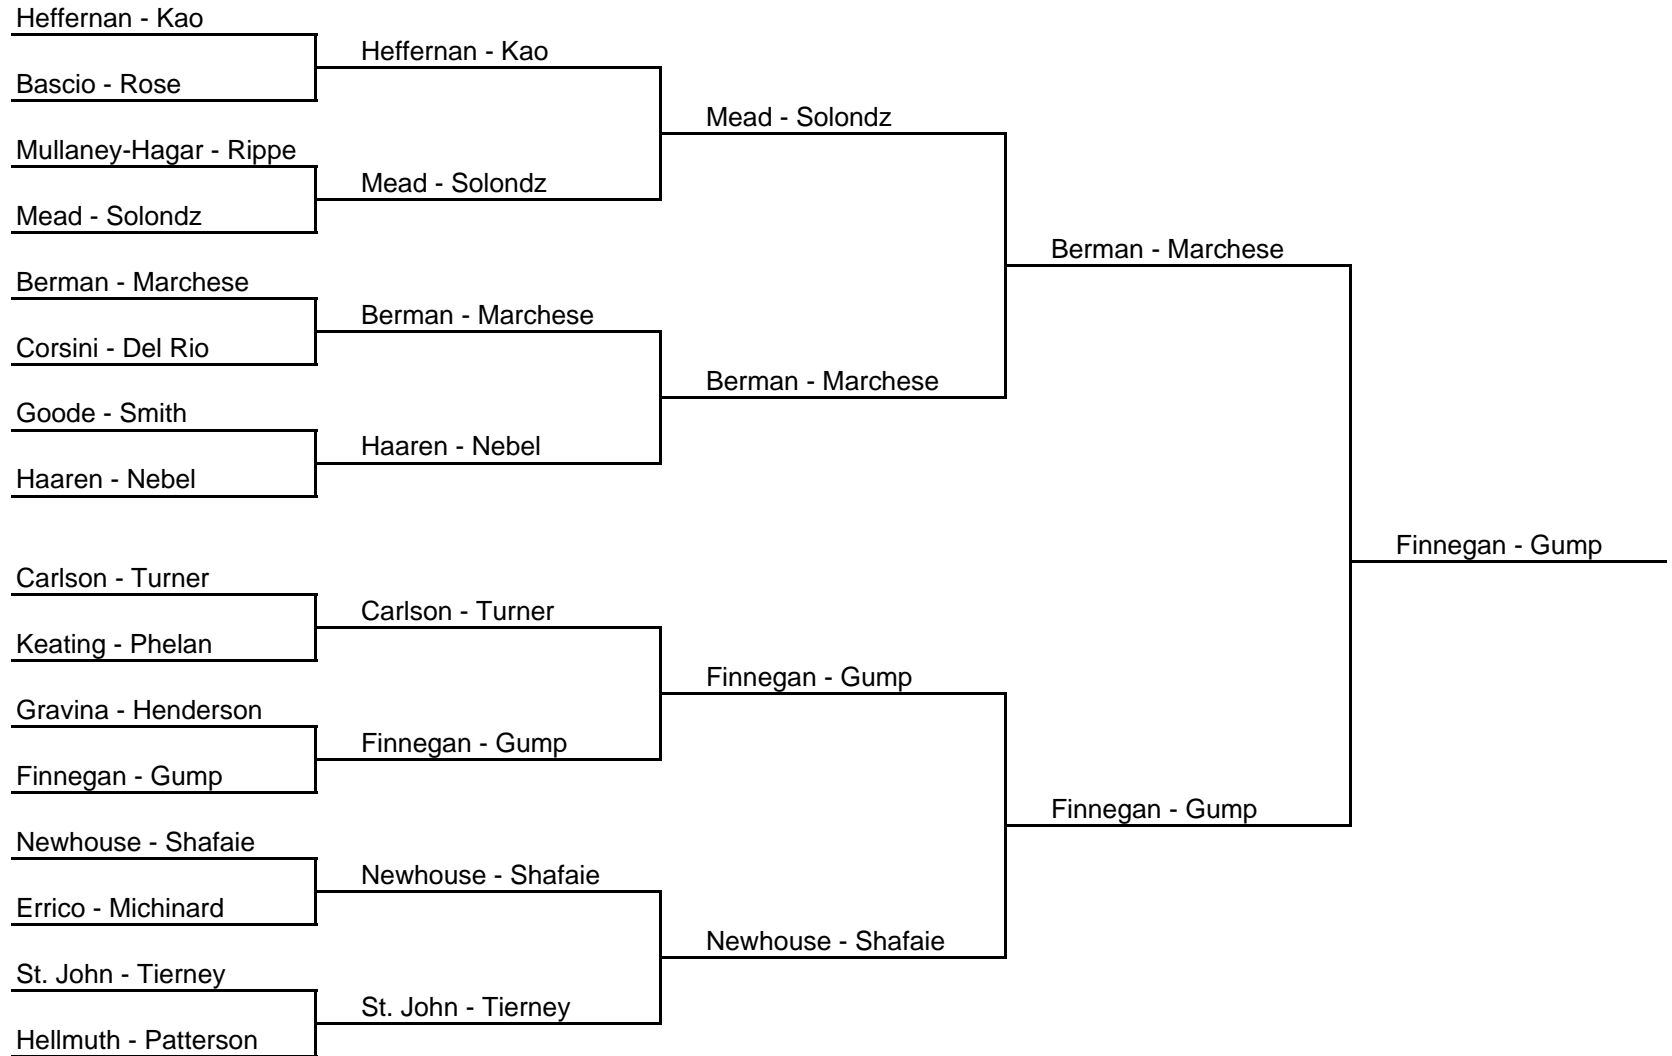 Heffernan - Kao
Bascio - Rose
Mullaney-Hagar - Rippe
Mead - Solondz
Berman - Marchese
Corsini - Del Rio
Goode - Smith
Haaren - Nebel
Carlson - Turner
Keating - Phelan
Gravina - Henderson
Finnegan - Gump
Newhouse - Shafaie
Errico - Michinard
St. John - Tierney
Hellmuth - Patterson
Heffernan - Kao
Mead - Solondz
Berman - Marchese
Haaren - Nebel
Carlson - Turner
Finnegan - Gump
Newhouse - Shafaie
St. John - Tierney
Mead - Solondz
Berman - Marchese
Finnegan - Gump
Newhouse - Shafaie
Berman - Marchese
Finnegan - Gump
Finnegan - Gump